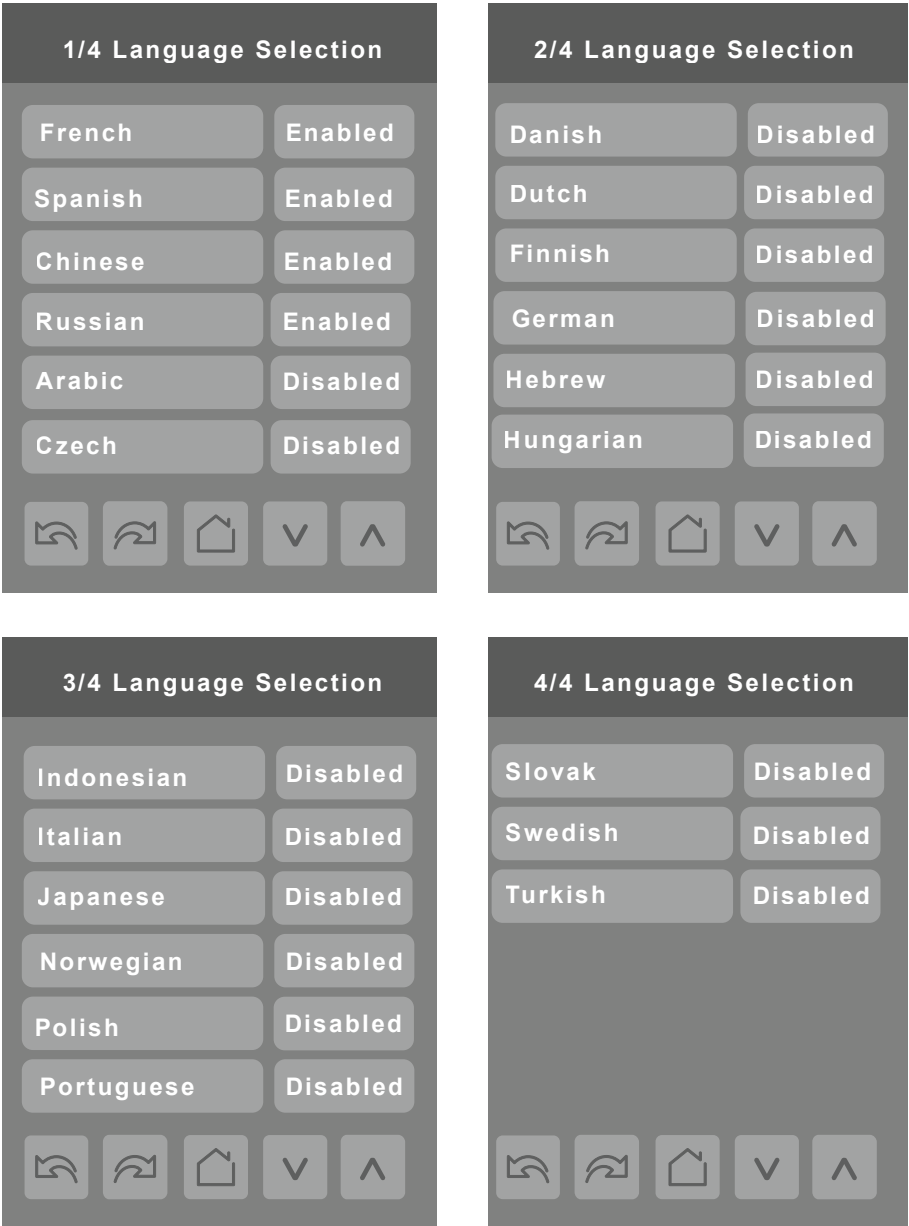 1/4 Language Selection
French Enabled
Spanish Enabled
Chinese Enabled
Russian Enabled
Arabic Disabled
Czech Disabled
2/4 Language Selection
Danish Disabled
Dutch Disabled
Finnish Disabled
German Disabled
Hebrew Disabled
Hungarian Disabled
3/4 Language Selection
Indonesian Disabled
Italian Disabled
Japanese Disabled
Norwegian Disabled
Polish Disabled
Portuguese Disabled
4/4 Language Selection
Slovak Disabled
Swedish Disabled
Turkish Disabled